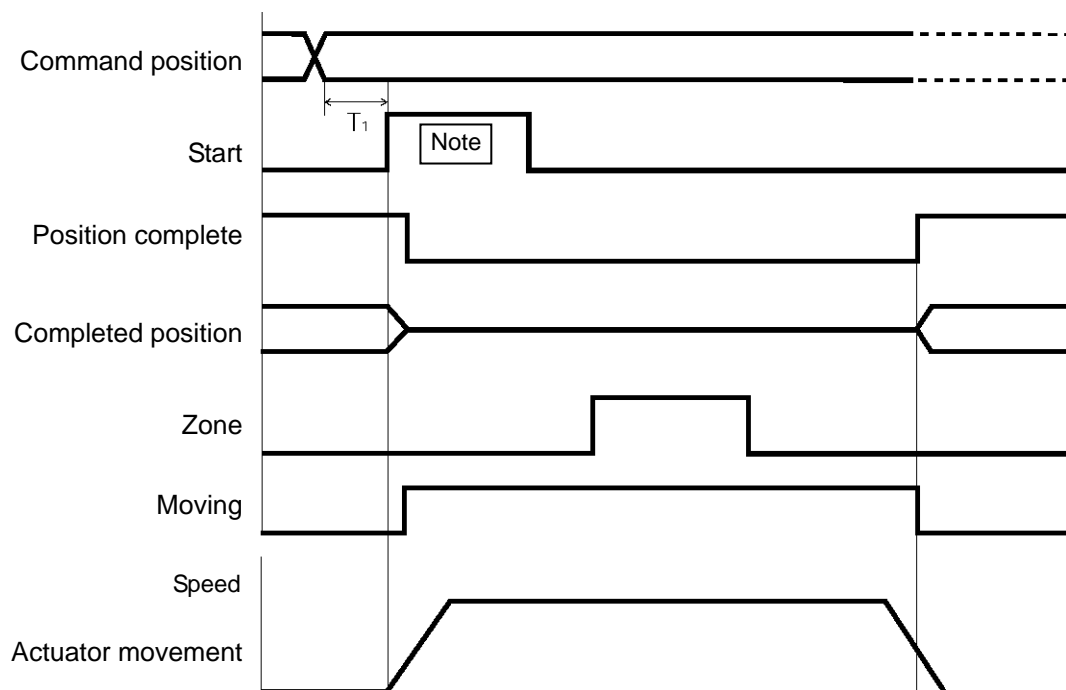 Command position
T₁
Start
Note
Position complete
Completed position
Zone
Moving
Speed
Actuator movement